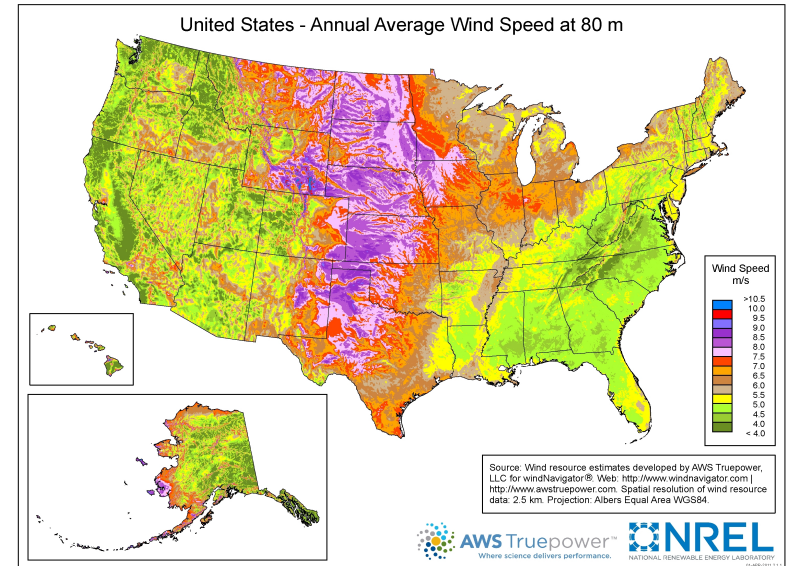 United States - Annual Average Wind Speed at 80 m
Wind Speed
m/s
>10.5
10.0
9.5
9.0
8.5
8.0
7.5
7.0
6.5
6.0
5.5
5.0
4.5
4.0
< 4.0
Source: Wind resource estimates developed by AWS Truepower,
LLC for windNavigator®. Web: http://www.windnavigator.com |
http://www.awstruepower.com. Spatial resolution of wind resource
data: 2.5 km. Projection: Albers Equal Area WGS84.
AWS Truepower™
Where science delivers performance.
NREL
NATIONAL RENEWABLE ENERGY LABORATORY